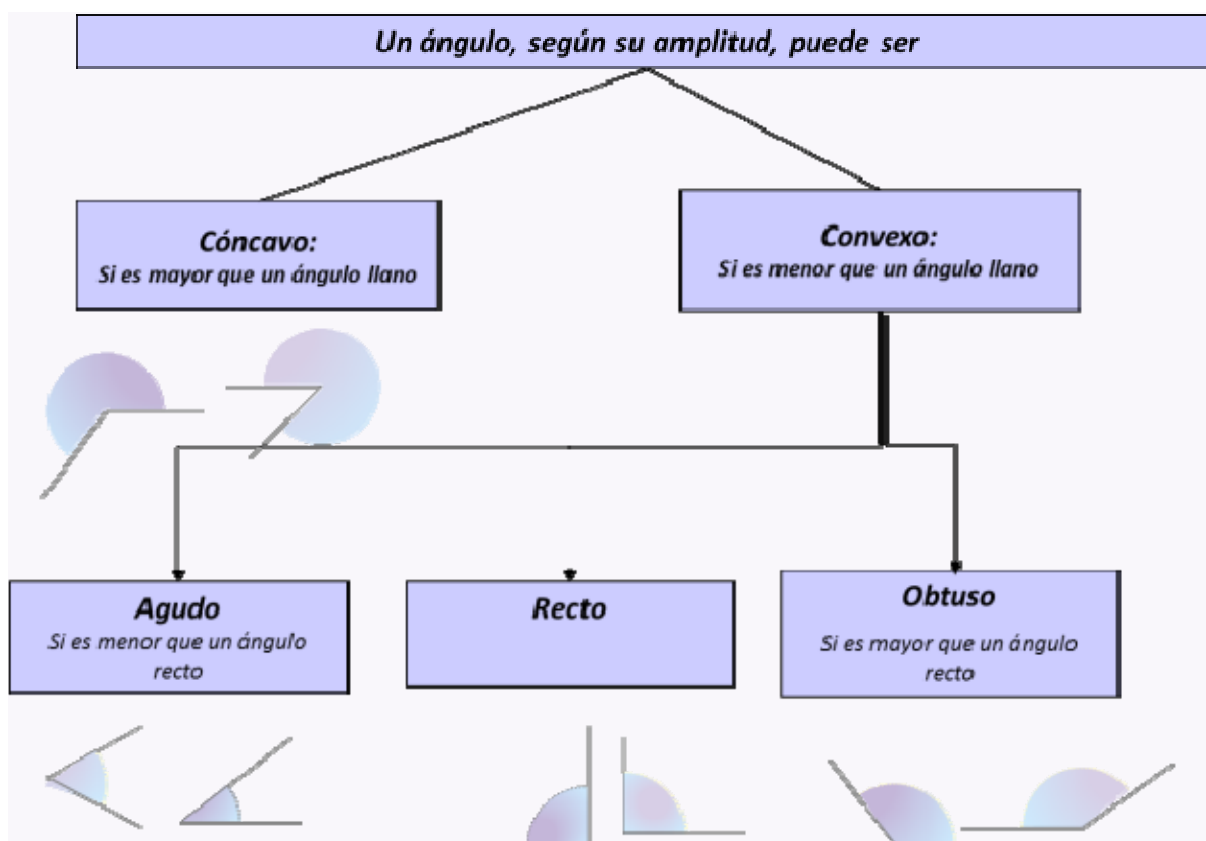 Un ángulo, según su amplitud, puede ser
Cóncavo:
Si es mayor que un ángulo llano
Convexo:
Si es menor que un ángulo llano
Agudo
Si es menor que un ángulo
recto
Recto
Obtuso
Si es mayor que un ángulo
recto